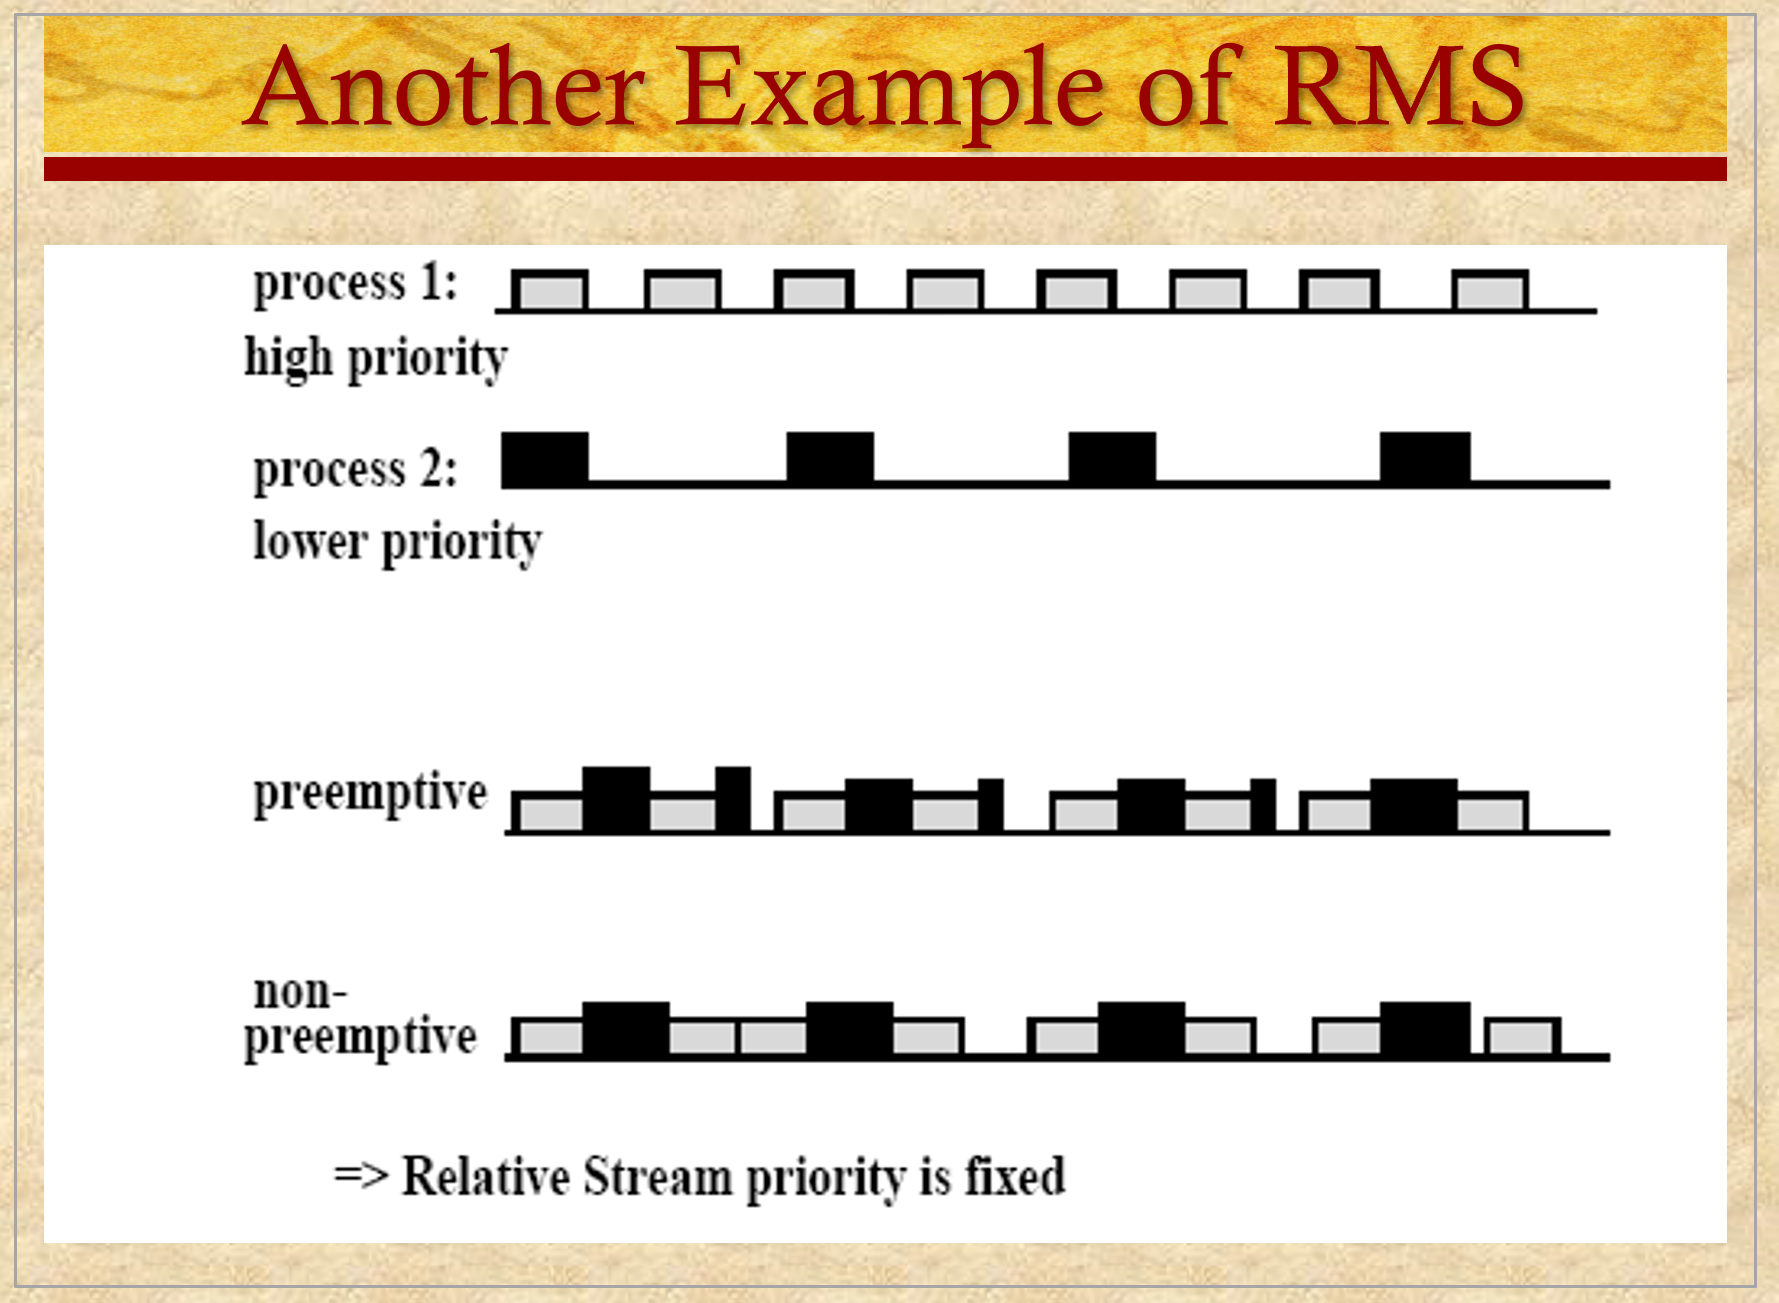 Another Example of RMS
process 1:
high priority
process 2:
lower priority
preemptive
non-
preemptive
=> Relative Stream priority is fixed